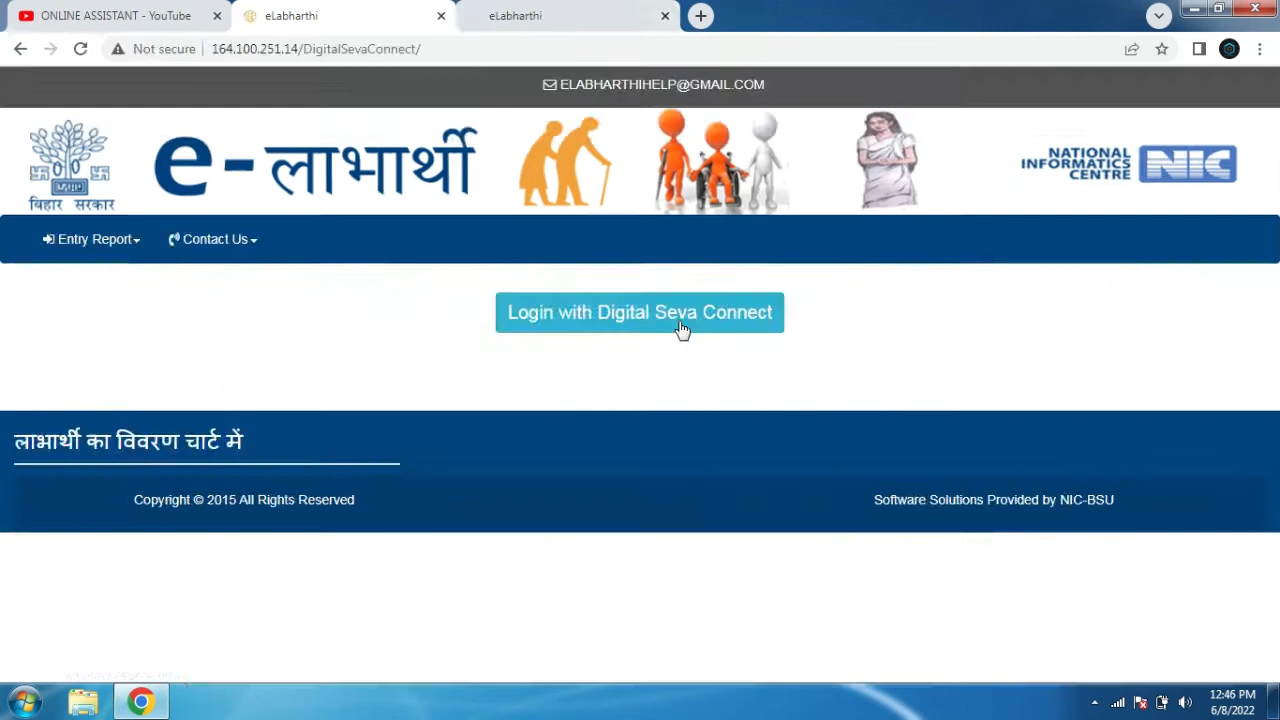 ONLINE ASSISTANT - YouTube
eLabharthi
eLabharthi
Not secure
164.100.251.14/DigitalSevaConnect/
ELABHARTHIHELP@GMAIL.COM
बिहार सरकार
e-लाभार्थी
NATIONAL
INFORMATICS
CENTRE
NIC
Entry Report
Contact Us
Login with Digital Seva Connect
लाभार्थी का विवरण चार्ट में
Copyright © 2015 All Rights Reserved
Software Solutions Provided by NIC-BSU
12:46 PM
6/8/2022